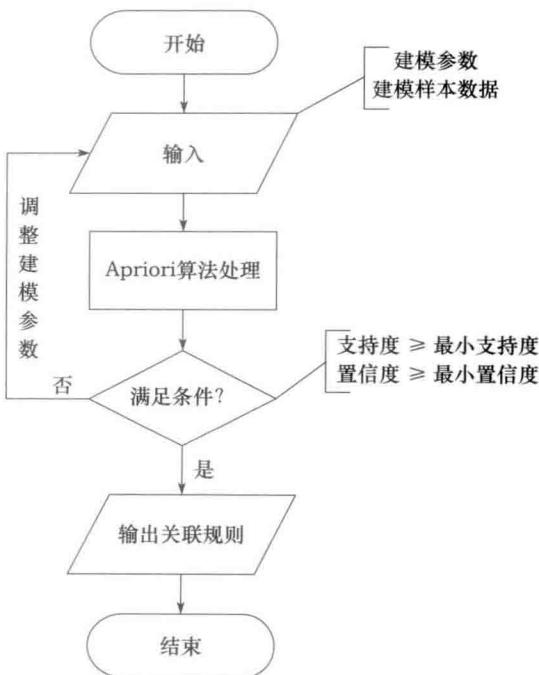 开始
建模参数
建模样本数据
输入
调整建模参数
Apriori算法处理
支持度 ≥ 最小支持度
置信度 ≥ 最小置信度
否
满足条件?
是
输出关联规则
结束